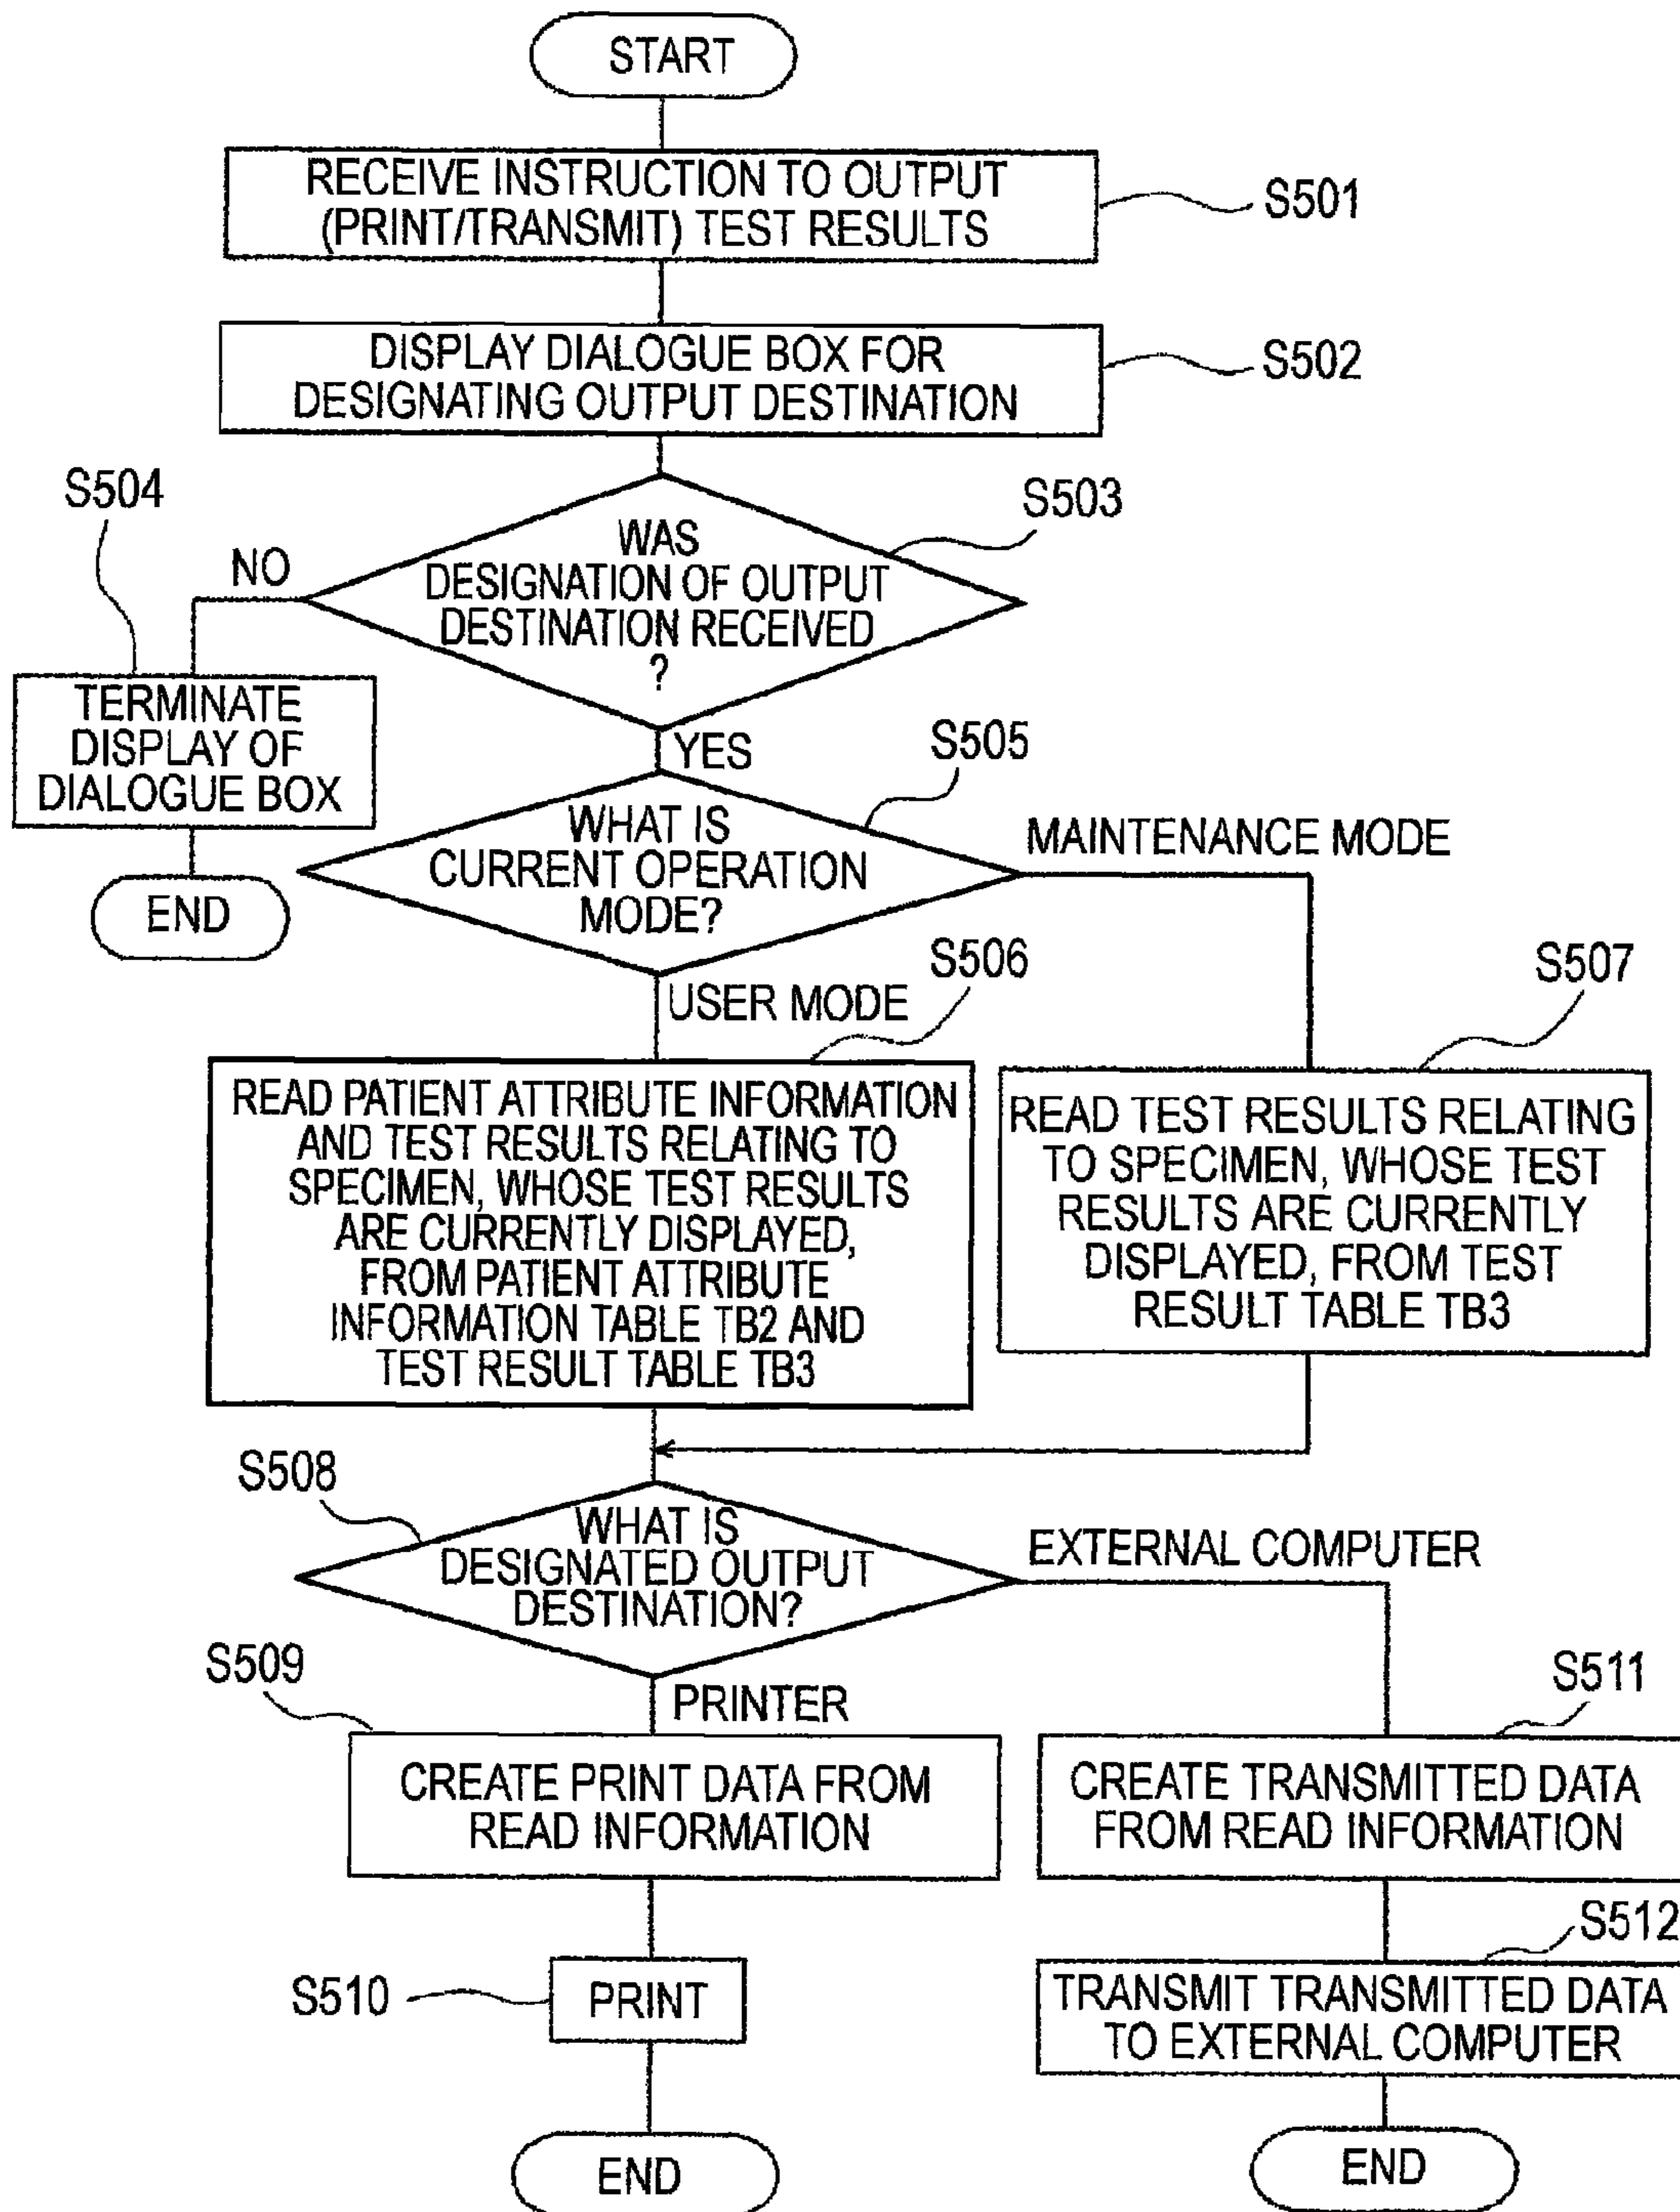 START
RECEIVE INSTRUCTION TO OUTPUT
(PRINT/TRANSMIT) TEST RESULTS
S501
DISPLAY DIALOGUE BOX FOR
DESIGNATING OUTPUT DESTINATION
S502
S504
S503
NO
WAS
DESIGNATION OF OUTPUT
DESTINATION RECEIVED
?
TERMINATE
DISPLAY OF
DIALOGUE BOX
END
YES
S505
WHAT IS
CURRENT OPERATION
MODE?
MAINTENANCE MODE
USER MODE
S506
S507
READ PATIENT ATTRIBUTE INFORMATION
AND TEST RESULTS RELATING TO
SPECIMEN, WHOSE TEST RESULTS
ARE CURRENTLY DISPLAYED,
FROM PATIENT ATTRIBUTE
INFORMATION TABLE TB2 AND
TEST RESULT TABLE TB3
READ TEST RESULTS RELATING
TO SPECIMEN, WHOSE TEST
RESULTS ARE CURRENTLY
DISPLAYED, FROM TEST
RESULT TABLE TB3
S508
WHAT IS
DESIGNATED OUTPUT
DESTINATION?
EXTERNAL COMPUTER
S509
PRINTER
S511
CREATE PRINT DATA FROM
READ INFORMATION
CREATE TRANSMITTED DATA
FROM READ INFORMATION
S510
PRINT
S512
TRANSMIT TRANSMITTED DATA
TO EXTERNAL COMPUTER
END
END